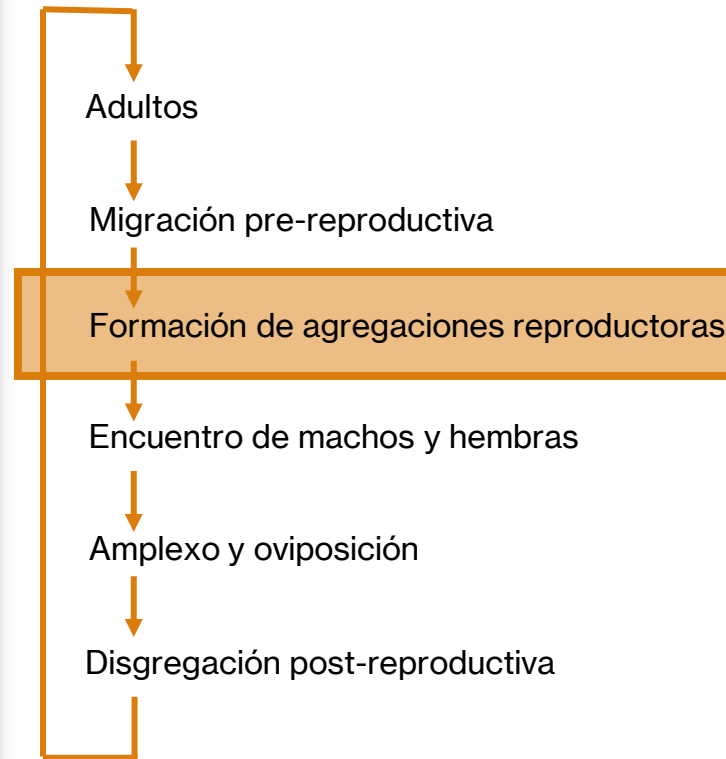 Adultos
Migración pre-reproductiva
Formación de agregaciones reproductoras
Encuentro de machos y hembras
Amplexo y oviposición
Disgregación post-reproductiva